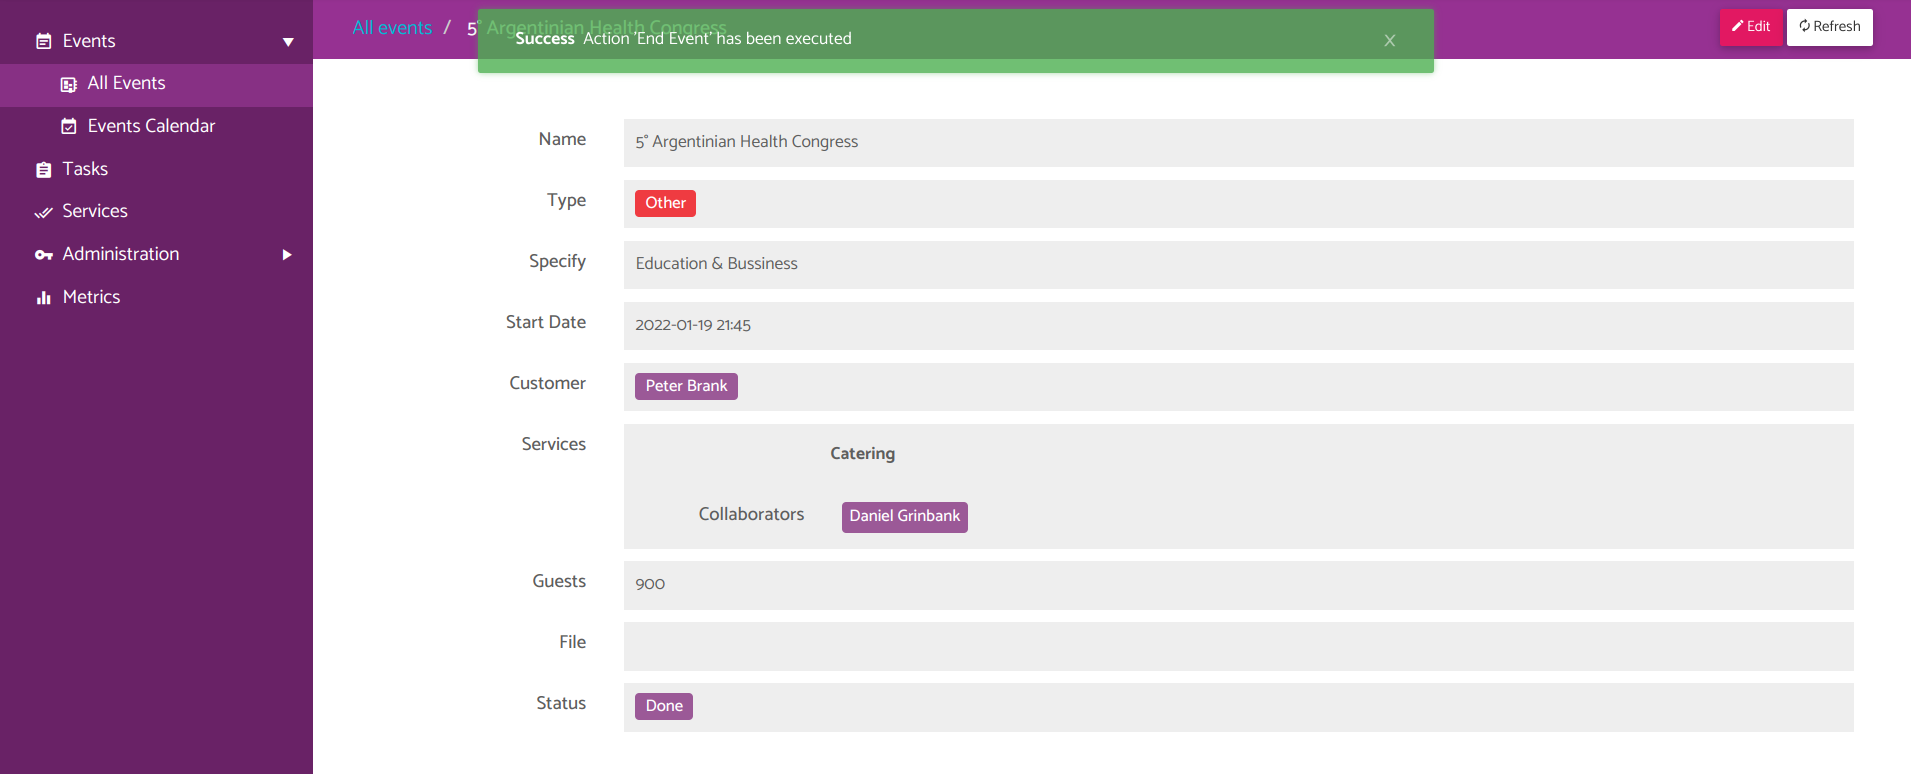 Events
All Events
Events Calendar
Tasks
Services
Administration
Metrics
All events / 5° Argentinian Health Congress
Success Action 'End Event' has been executed X
Edit
Refresh
Name 5° Argentinian Health Congress
Type Other
Specify Education & Bussiness
Start Date 2022-01-19 21:45
Customer Peter Brank
Services Catering
Collaborators Daniel Grinbank
Guests 900
File
Status Done